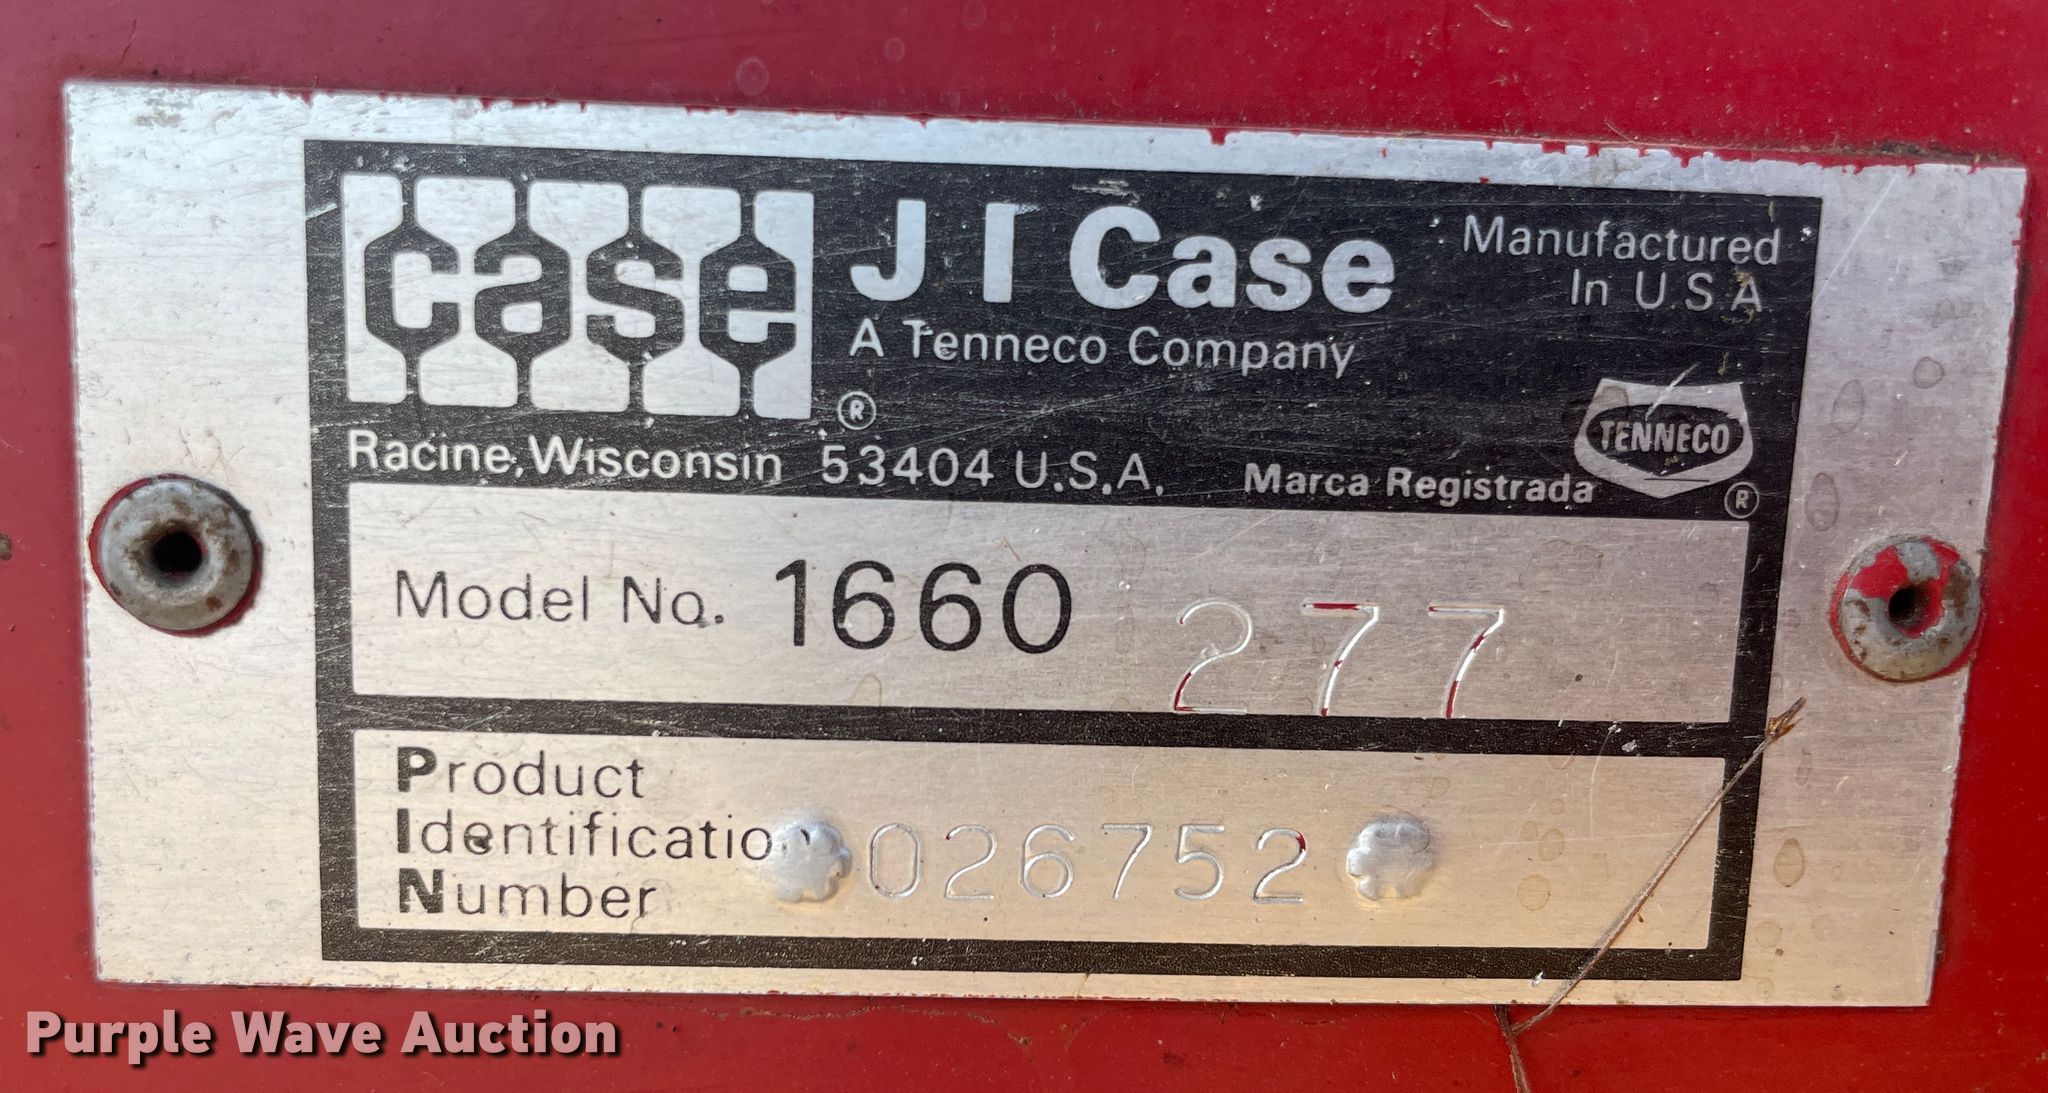 case
J I Case
Manufactured
In U.S.A
A Tenneco Company
®
TENNECO
Racine, Wisconsin 53404 U.S.A.
Marca Registrada
®
Model No. 1660 277
Product
Identification
Number
026752
Purple Wave Auction